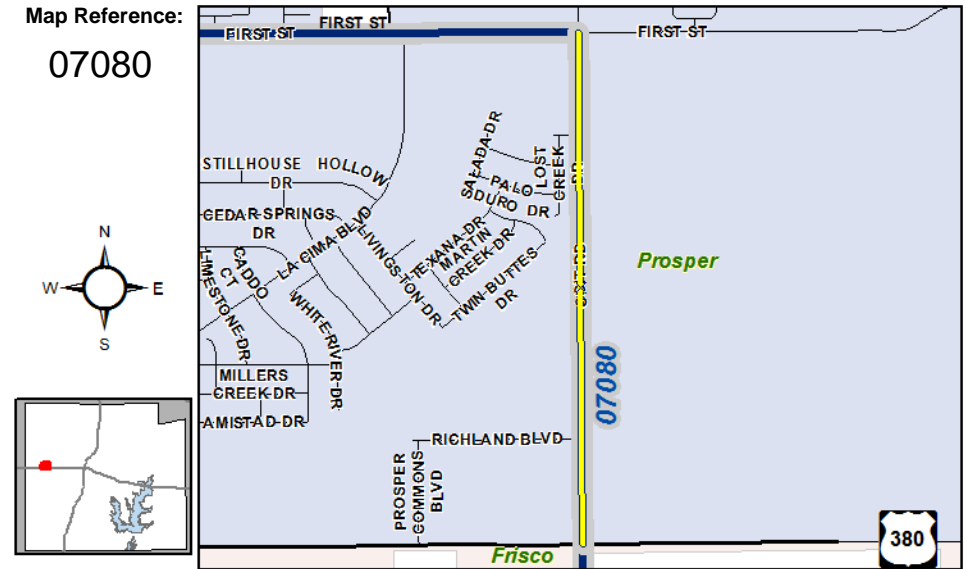 Map Reference:
07080
N
W E
S
FIRST ST
FIRST ST
FIRST ST
STILLHOUSE HOLLOW
DR
CEDAR SPRINGS
DR
LA CIMA BLVD
LIVINGSTON DR
CADDO
CT
LIMESTONE DR
WHITE RIVER DR
MILLERS
CREEK DR
AMISTAD DR
SALADA DR
PALO
DURO DR
LOST
CREEK
DR
TEXANA DR
MARTIN
CREEK DR
TWIN BUTTES
DR
Prosper
07080
RICHLAND BLVD
PROSPER
COMMONS
BLVD
Frisco
380